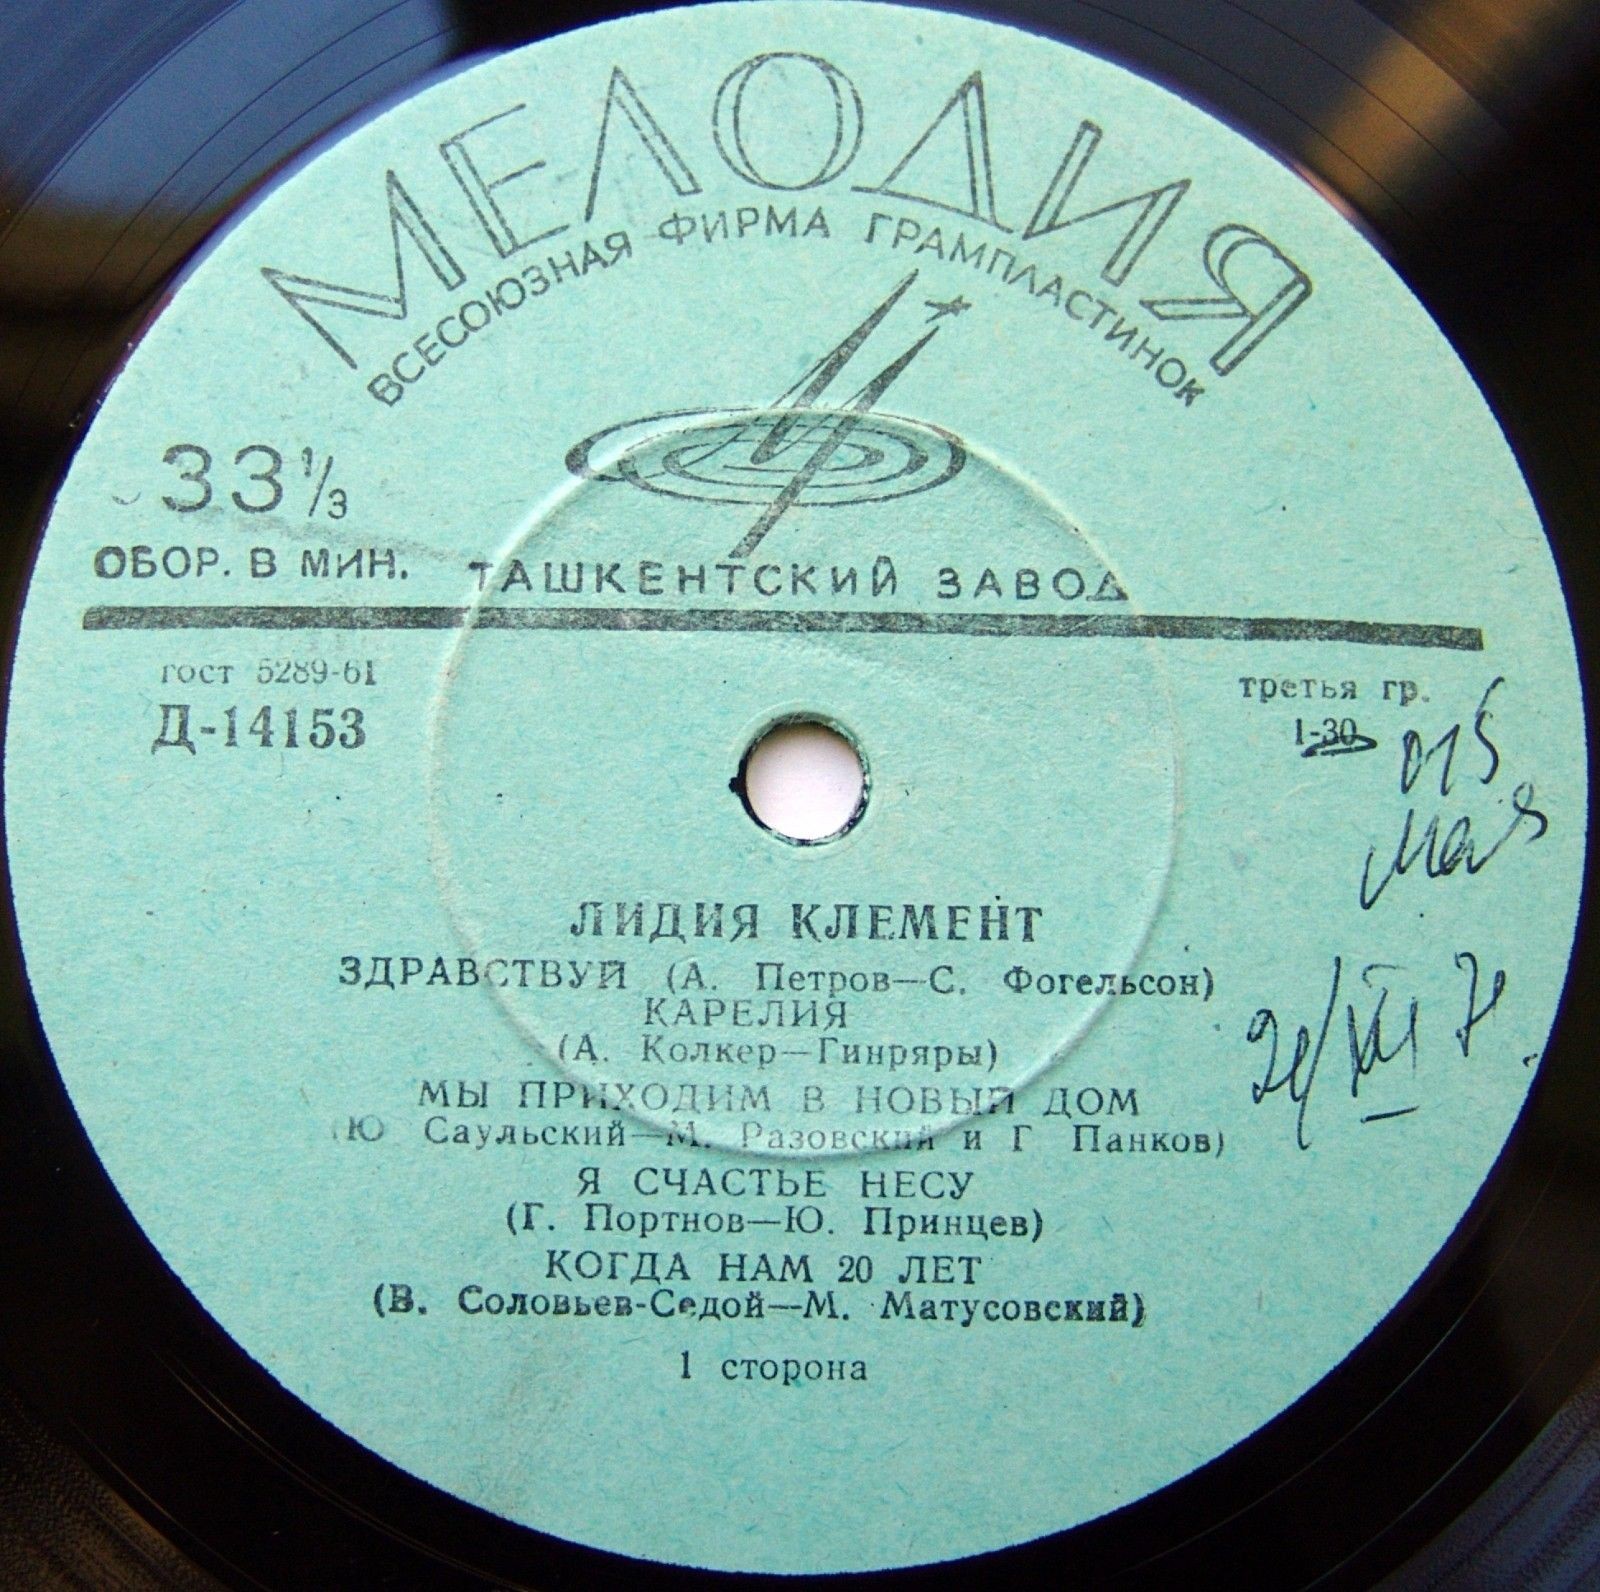 МЕЛОДИЯ
ВСЕСОЮЗНАЯ ФИРМА ГРАМПЛАСТИНОК
33 1/3
ОБОР. В МИН.
ТАШКЕНТСКИЙ ЗАВОД
гост 5289-61
Д-14153
третья гр.
1-30
ЛИДИЯ КЛЕМЕНТ
ЗДРАВСТВУЙ (А. Петров—С. Фогельсон)
КАРЕЛИЯ
(А. Колкер—Гинряры)
МЫ ПРИХОДИМ В НОВЫЙ ДОМ
(Ю Саульский—М. Разовский и Г Панков)
Я СЧАСТЬЕ НЕСУ
(Г. Портнов—Ю. Принцев)
КОГДА НАМ 20 ЛЕТ
(В. Соловьев-Седой—М. Матусовский)
1 сторона